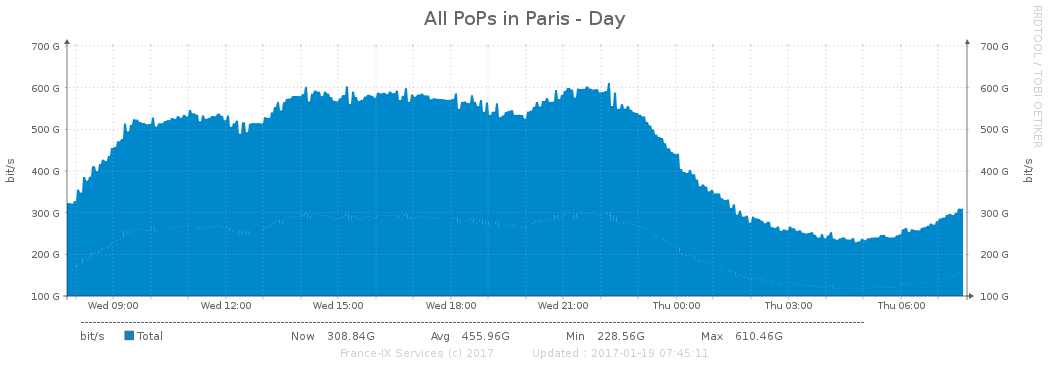 All PoPs in Paris - Day
RRDTOOL / TOBI OETIKER
bit/s
bit/s
700 G 700 G
600 G 600 G
500 G 500 G
400 G 400 G
300 G 300 G
200 G 200 G
100 G 100 G
Wed 09:00 Wed 12:00 Wed 15:00 Wed 18:00 Wed 21:00 Thu 00:00 Thu 03:00 Thu 06:00
bit/s Total Now 308.84G Avg 455.96G Min 228.56G Max 610.46G
France-IX Services (c) 2017 Updated : 2017-01-19 07:45:11